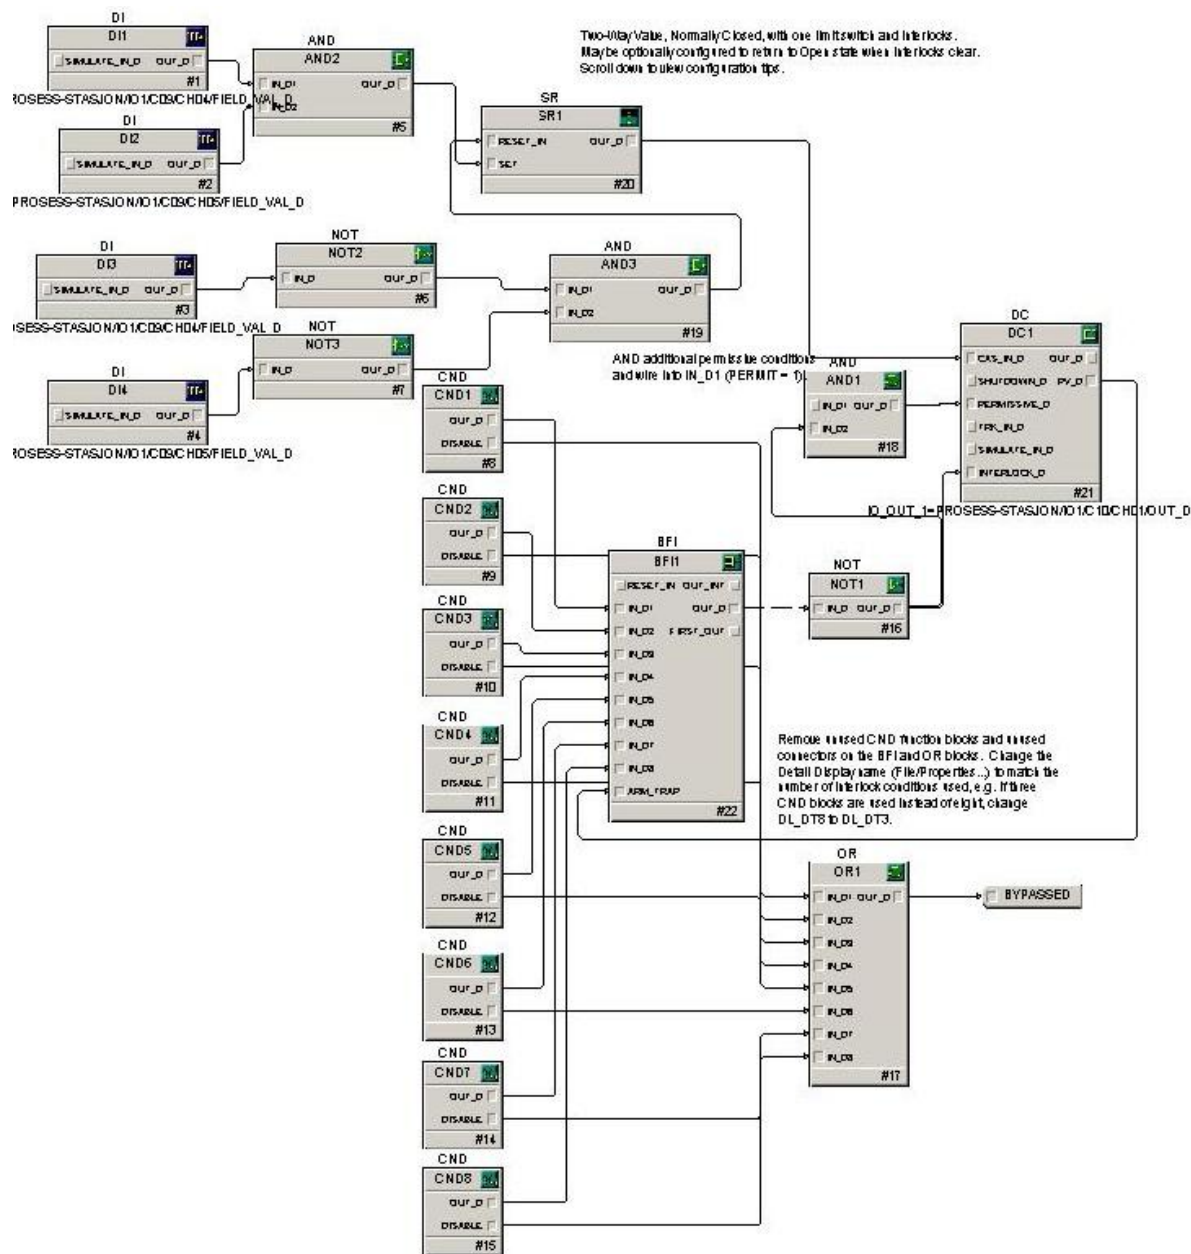 DI
DI1
SIMULATE_IN_D OUT_D
#1
PROSESS-STASJON/IO1/C09/CH04/FIELD_VAL_D
DI
DI2
SIMULATE_IN_D OUT_D
#2
PROSESS-STASJON/IO1/C09/CH05/FIELD_VAL_D
AND
AND2
IN_D1 OUT_D
IN_D2
#5
Two-Way Valve, Normally Closed, with one limit switch and Interlocks.
May be optionally configured to return to Open state when Interlocks clear.
Scroll down to view configuration tips.
SR
SR1
RESET_IN OUT_D
SET
#20
DI
DI3
SIMULATE_IN_D OUT_D
#3
OSESS-STASJON/IO1/C09/CH04/FIELD_VAL_D
NOT
NOT2
IN_D OUT_D
#6
AND
AND3
IN_D1 OUT_D
IN_D2
#19
DI
DI4
SIMULATE_IN_D OUT_D
#4
ROSESS-STASJON/IO1/C09/CH05/FIELD_VAL_D
NOT
NOT3
IN_D OUT_D
#7
AND additional permissive conditions
and wire into IN_D1 (PERMIT = 1)
AND
AND1
IN_D1 OUT_D
IN_D2
#18
DC
DC1
CAS_IN_D OUT_D
SHUTDOWN_D PV_D
PERMISSIVE_D
TRK_IN_D
SIMULATE_IN_D
INTERLOCK_D
#21
IO_OUT_1=PROSESS-STASJON/IO1/C10/CH01/OUT_D
CND
CND1
OUT_D
DISABLE
#8
CND
CND2
OUT_D
DISABLE
#9
CND
CND3
OUT_D
DISABLE
#10
CND
CND4
OUT_D
DISABLE
#11
CND
CND5
OUT_D
DISABLE
#12
CND
CND6
OUT_D
DISABLE
#13
CND
CND7
OUT_D
DISABLE
#14
CND
CND8
OUT_D
DISABLE
#15
BFI
BFI1
RESET_IN OUT_INT
IN_D1 OUT_D
IN_D2 FIRST_OUT
IN_D3
IN_D4
IN_D5
IN_D6
IN_D7
IN_D8
ARM_TRAP
#22
NOT
NOT1
IN_D OUT_D
#16
Remove unused CND function blocks and unused
connectors on the BFI and OR blocks. Change the
Detail Display name (File/Properties...) to match the
number of interlock conditions used, e.g. if three
CND blocks are used instead of eight, change
DL_DT8 to DL_DT3.
OR
OR1
IN_D1 OUT_D
IN_D2
IN_D3
IN_D4
IN_D5
IN_D6
IN_D7
IN_D8
#17
BYPASSED